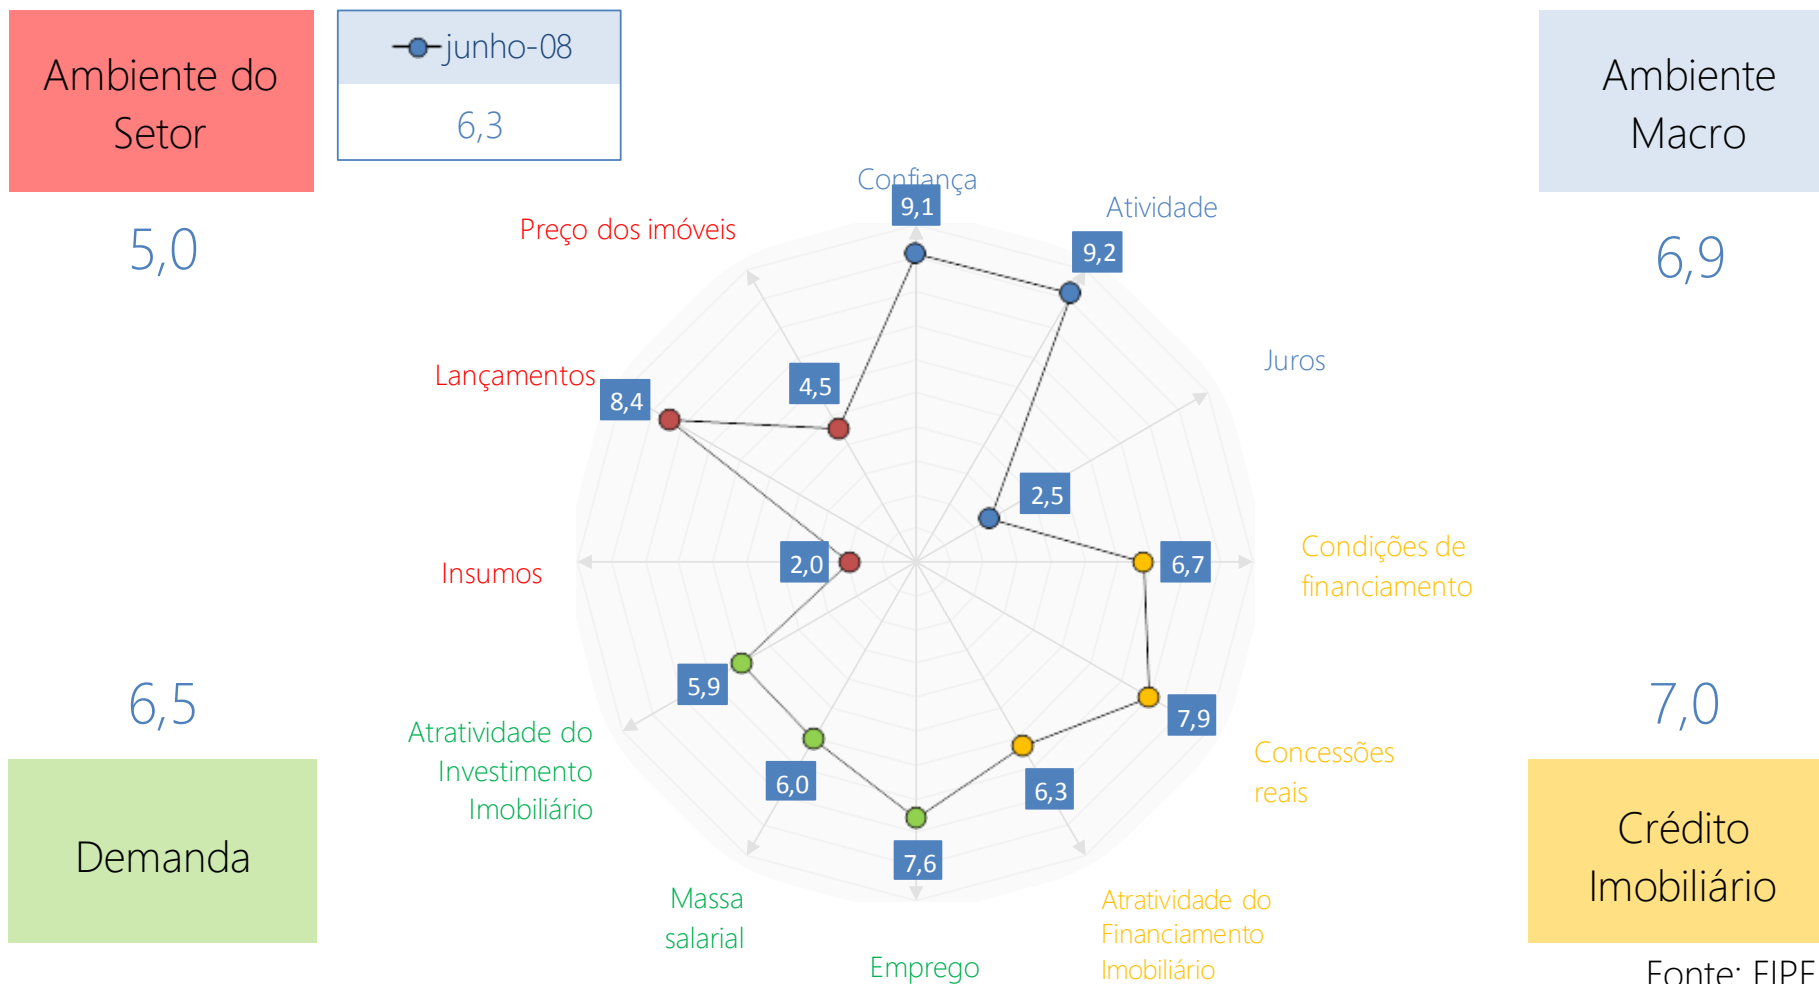 Ambiente do
Setor
5,0
junho-08
6,3
Ambiente
Macro
6,9
Confiança
9,1
Atividade
9,2
Preço dos imóveis
4,5
Juros
2,5
Lançamentos
8,4
Condições de
financiamento
6,7
Insumos
2,0
Concessões
reais
7,9
Atratividade do
Investimento
Imobiliário
5,9
Massa
salarial
6,0
Emprego
7,6
Atratividade do
Financiamento
Imobiliário
6,3
6,5
Demanda
7,0
Crédito
Imobiliário
Fonte: FIPE